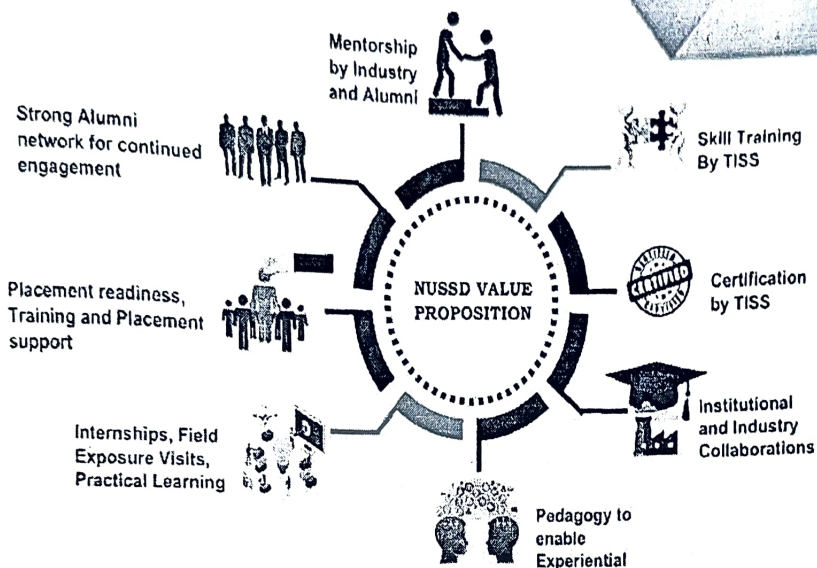 Mentorship
by Industry
and Alumni
Skill Training
By TISS
Certification
by TISS
Institutional
and Industry
Collaborations
Pedagogy to
enable
Experiential
Internships, Field
Exposure Visits,
Practical Learning
Placement readiness,
Training and Placement
support
Strong Alumni
network for continued
engagement
NUSSD VALUE
PROPOSITION
CERTIFIED
CERTIFIED
CERTIFIED